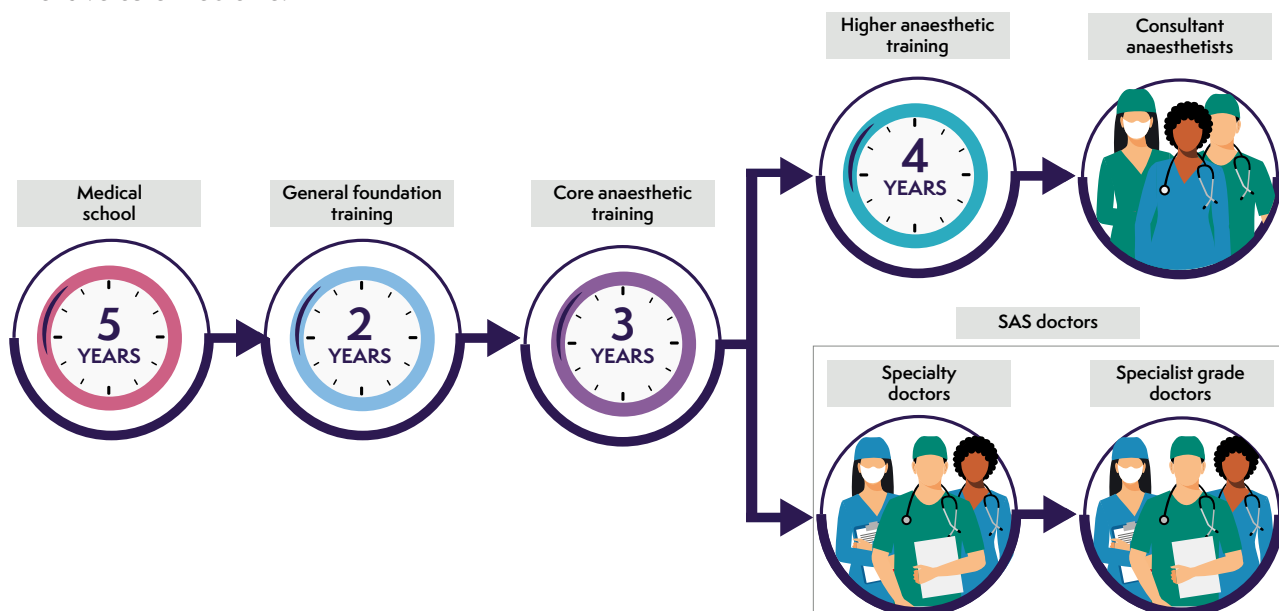 Higher anaesthetic
training
Consultant
anaesthetists
4
YEARS
Medical
school
General foundation
training
Core anaesthetic
training
5
YEARS
2
YEARS
3
YEARS
SAS doctors
Specialty
doctors
Specialist grade
doctors